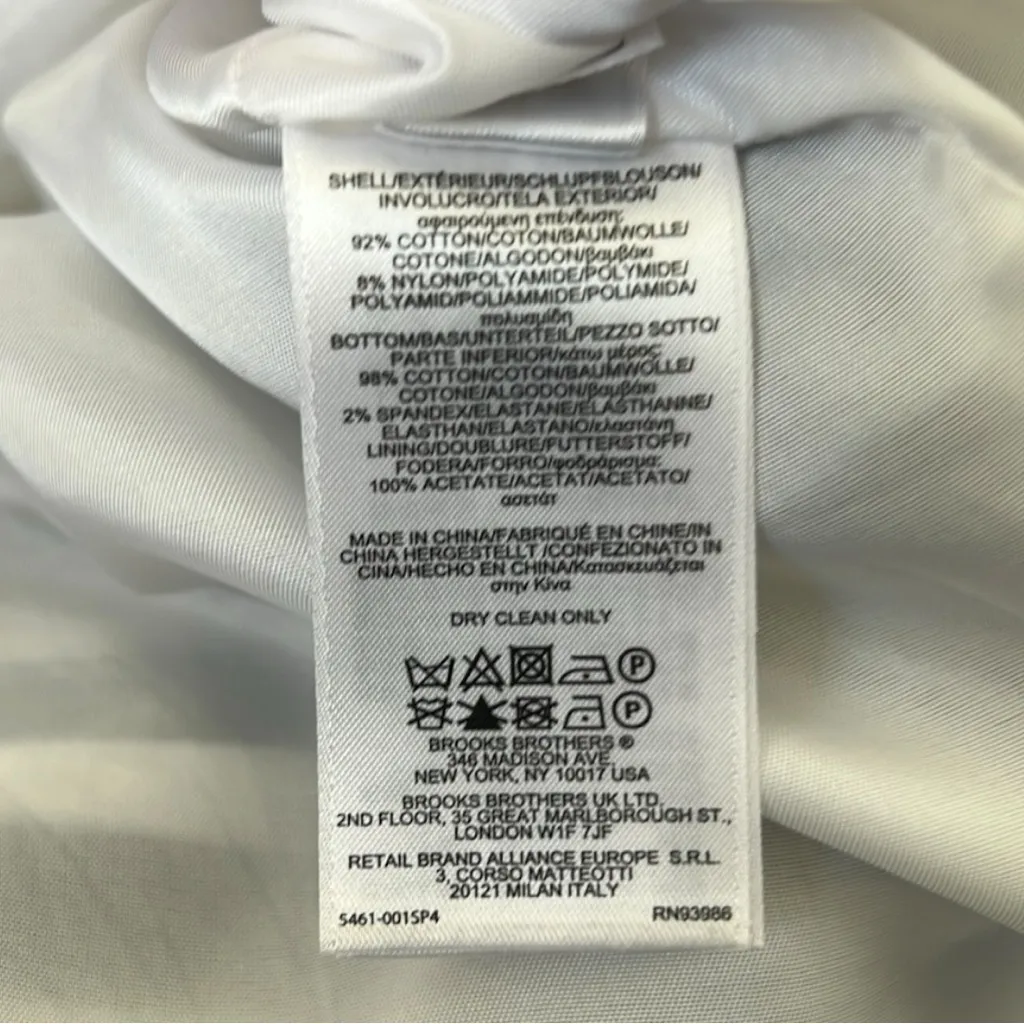 SHELL/EXTÉRIEUR/SCHLUPFBLOUSON/
INVOLUCRO/TELA EXTERIOR/
αφαιρούμενη επένδυση:
92% COTTON/COTON/BAUMWOLLE/
COTONE/ALGODON/βαμβάκι
8% NYLON/POLYAMIDE/POLYMIDE/
POLYAMID/POLIAMMIDE/POLIAMIDA/
πολυαμίδη
BOTTOM/BAS/UNTERTEIL/PEZZO SOTTO/
PARTE INFERIOR/κάτω μέρος:
98% COTTON/COTON/BAUMWOLLE/
COTONE/ALGODON/βαμβάκι
2% SPANDEX/ELASTANE/ÉLASTHANNE/
ELASTHAN/ELASTANO/ελαστάνη
LINING/DOUBLURE/FUTTERSTOFF/
FODERA/FORRO/φοδράρισμα:
100% ACETATE/ACETAT/ACETATO/
ασετάτ
MADE IN CHINA/FABRIQUÉ EN CHINE/IN
CHINA HERGESTELLT /CONFEZIONATO IN
CINA/HECHO EN CHINA/Κατασκευάζεται
στην Κίνα
DRY CLEAN ONLY
P
P
BROOKS BROTHERS ®
346 MADISON AVE.
NEW YORK, NY 10017 USA
BROOKS BROTHERS UK LTD.
2ND FLOOR, 35 GREAT MARLBOROUGH ST.,
LONDON W1F 7JF
RETAIL BRAND ALLIANCE EUROPE S.R.L.
3, CORSO MATTEOTTI
20121 MILAN ITALY
5461-001SP4 RN93986